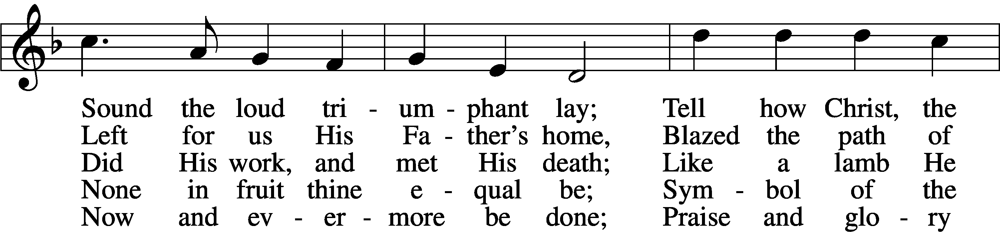 Sound the loud tri - um - phant lay; Tell how Christ, the
Left for us His Fa - ther's home, Blazed the path of
Did His work, and met His death; Like a lamb He
None in fruit thine e - qual be; Sym - bol of the
Now and ev - er - more be done; Praise and glo - ry